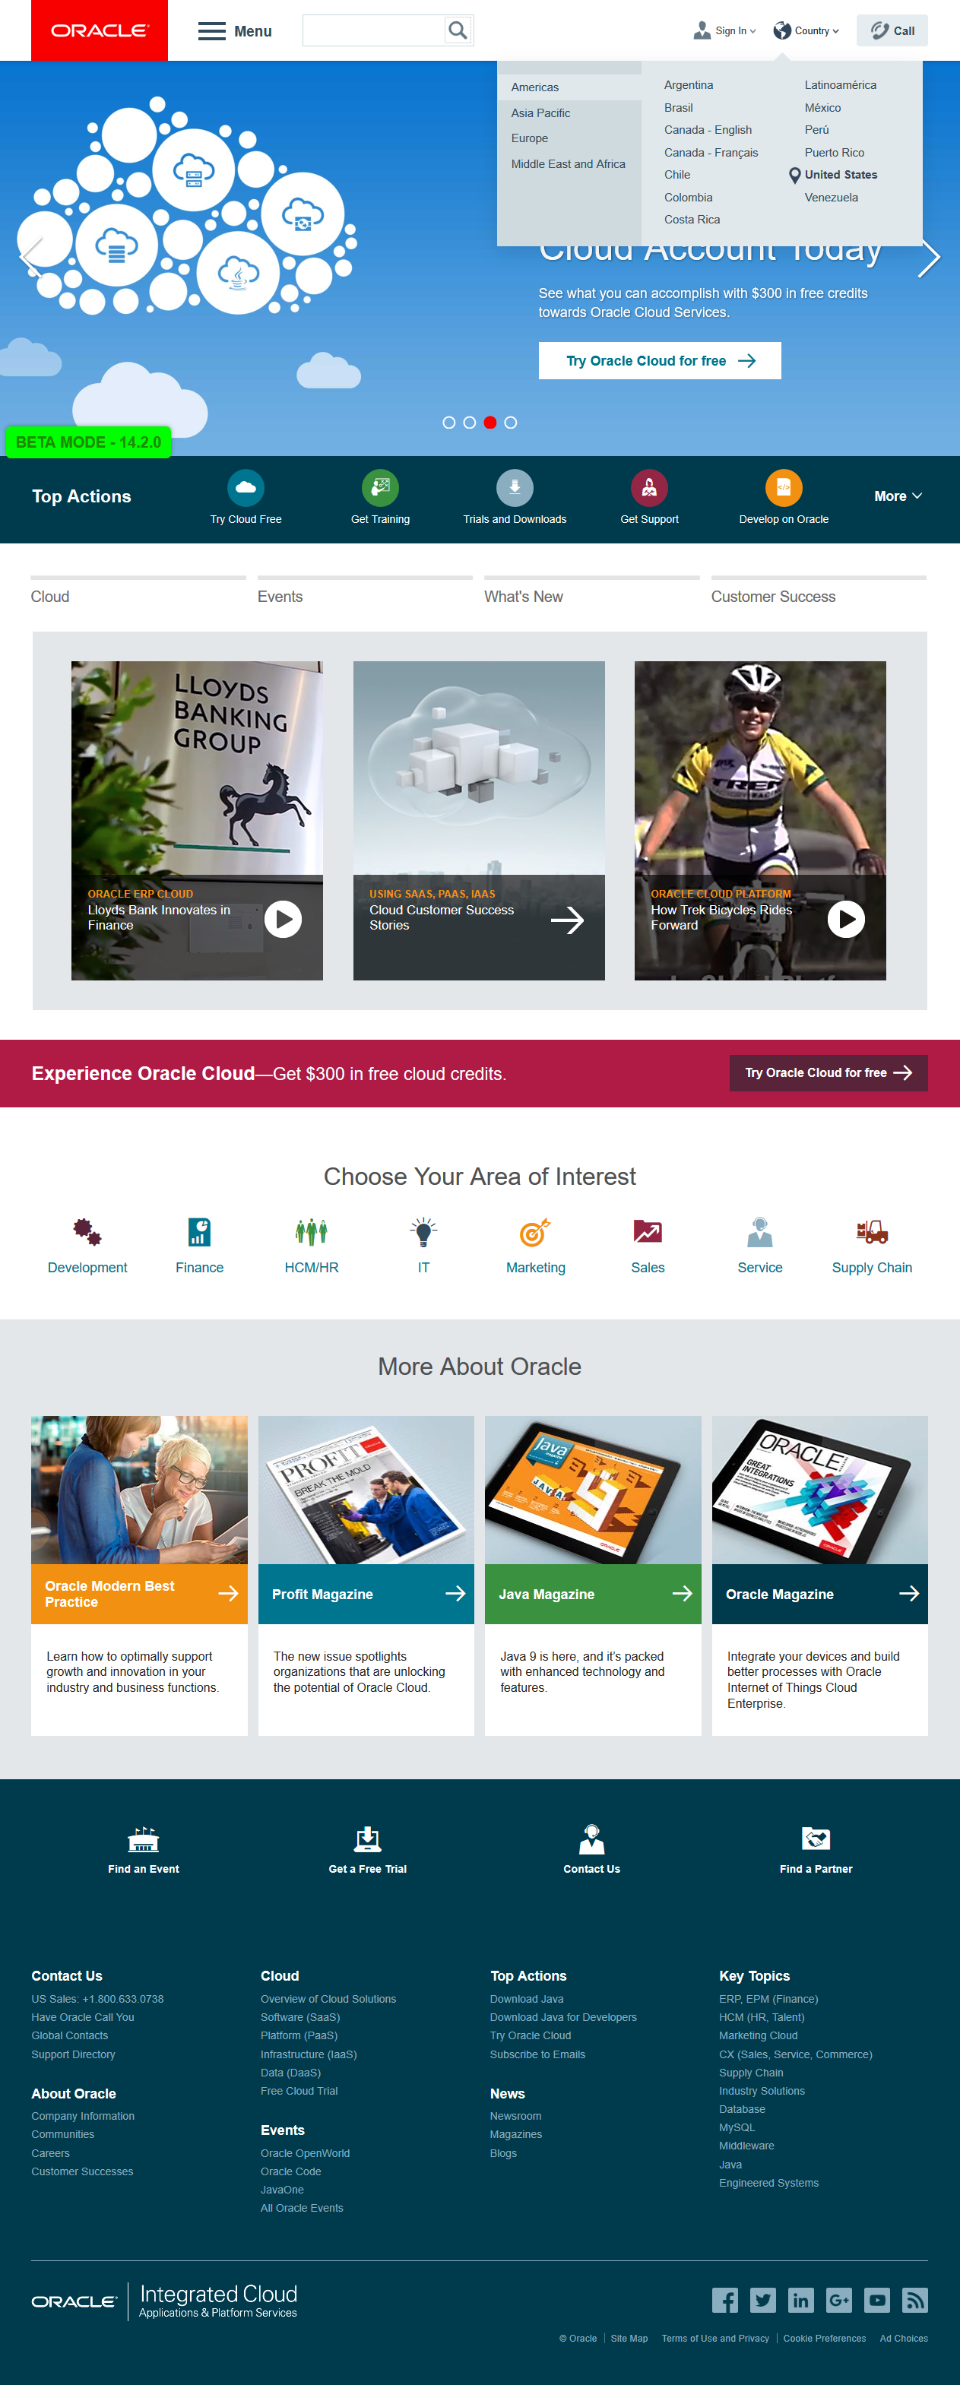 ORACLE
Menu
Sign In
Country
Call
Americas
Asia Pacific
Europe
Middle East and Africa
Argentina
Brasil
Canada - English
Canada - Français
Chile
Colombia
Costa Rica
Latinoamérica
México
Perú
Puerto Rico
United States
Venezuela
Cloud Account Today
See what you can accomplish with $300 in free credits
towards Oracle Cloud Services.
Try Oracle Cloud for free
BETA MODE - 14.2.0
Top Actions
Try Cloud Free
Get Training
Trials and Downloads
Get Support
Develop on Oracle
More
Cloud
Events
What's New
Customer Success
LLOYDS
BANKING
GROUP
ORACLE ERP CLOUD
Lloyds Bank Innovates in
Finance
USING SAAS, PAAS, IAAS
Cloud Customer Success
Stories
TREK
ORACLE CLOUD PLATFORM
How Trek Bicycles Rides
Forward
Experience Oracle Cloud—Get $300 in free cloud credits.
Try Oracle Cloud for free
Choose Your Area of Interest
Development
Finance
HCM/HR
IT
Marketing
Sales
Service
Supply Chain
More About Oracle
PROFIT
BREAK THE MOLD
java
JAVA
9
ORACLE
GREAT
INTEGRATIONS
Oracle Modern Best
Practice
Profit Magazine
Java Magazine
Oracle Magazine
Learn how to optimally support
growth and innovation in your
industry and business functions.
The new issue spotlights
organizations that are unlocking
the potential of Oracle Cloud.
Java 9 is here, and it's packed
with enhanced technology and
features.
Integrate your devices and build
better processes with Oracle
Internet of Things Cloud
Enterprise.
Find an Event
Get a Free Trial
Contact Us
Find a Partner
Contact Us
US Sales: +1.800.633.0738
Have Oracle Call You
Global Contacts
Support Directory
About Oracle
Company Information
Communities
Careers
Customer Successes
Cloud
Overview of Cloud Solutions
Software (SaaS)
Platform (PaaS)
Infrastructure (IaaS)
Data (DaaS)
Free Cloud Trial
Events
Oracle OpenWorld
Oracle Code
JavaOne
All Oracle Events
Top Actions
Download Java
Download Java for Developers
Try Oracle Cloud
Subscribe to Emails
News
Newsroom
Magazines
Blogs
Key Topics
ERP, EPM (Finance)
HCM (HR, Talent)
Marketing Cloud
CX (Sales, Service, Commerce)
Supply Chain
Industry Solutions
Database
MySQL
Middleware
Java
Engineered Systems
ORACLE
Integrated Cloud
Applications & Platform Services
© Oracle
Site Map
Terms of Use and Privacy
Cookie Preferences
Ad Choices